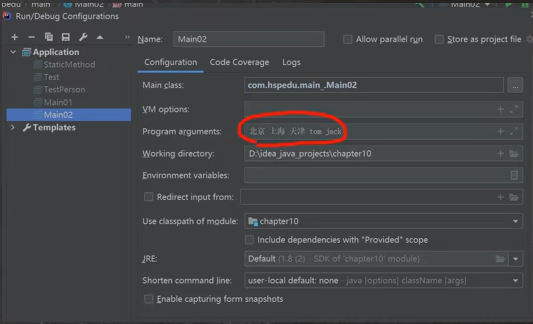 pedu main Main02 main Main02
Run/Debug Configurations
Application
StaticMethod
Test
TestPerson
Main01
Main02
Templates
Name: Main02 Allow parallel run Store as project file
Configuration Code Coverage Logs
Main class: com.hspedu.main_.Main02 ...
VM options:
Program arguments: 北京 上海 天津 tom jack
Working directory: D:\idea_java_projects\chapter10
Environment variables:
Redirect input from:
Use classpath of module: chapter10
Include dependencies with "Provided" scope
JRE: Default (1.8 (2) - SDK of 'chapter10' module)
Shorten command line: user-local default: none - java [options] className [args]
Enable capturing form snapshots